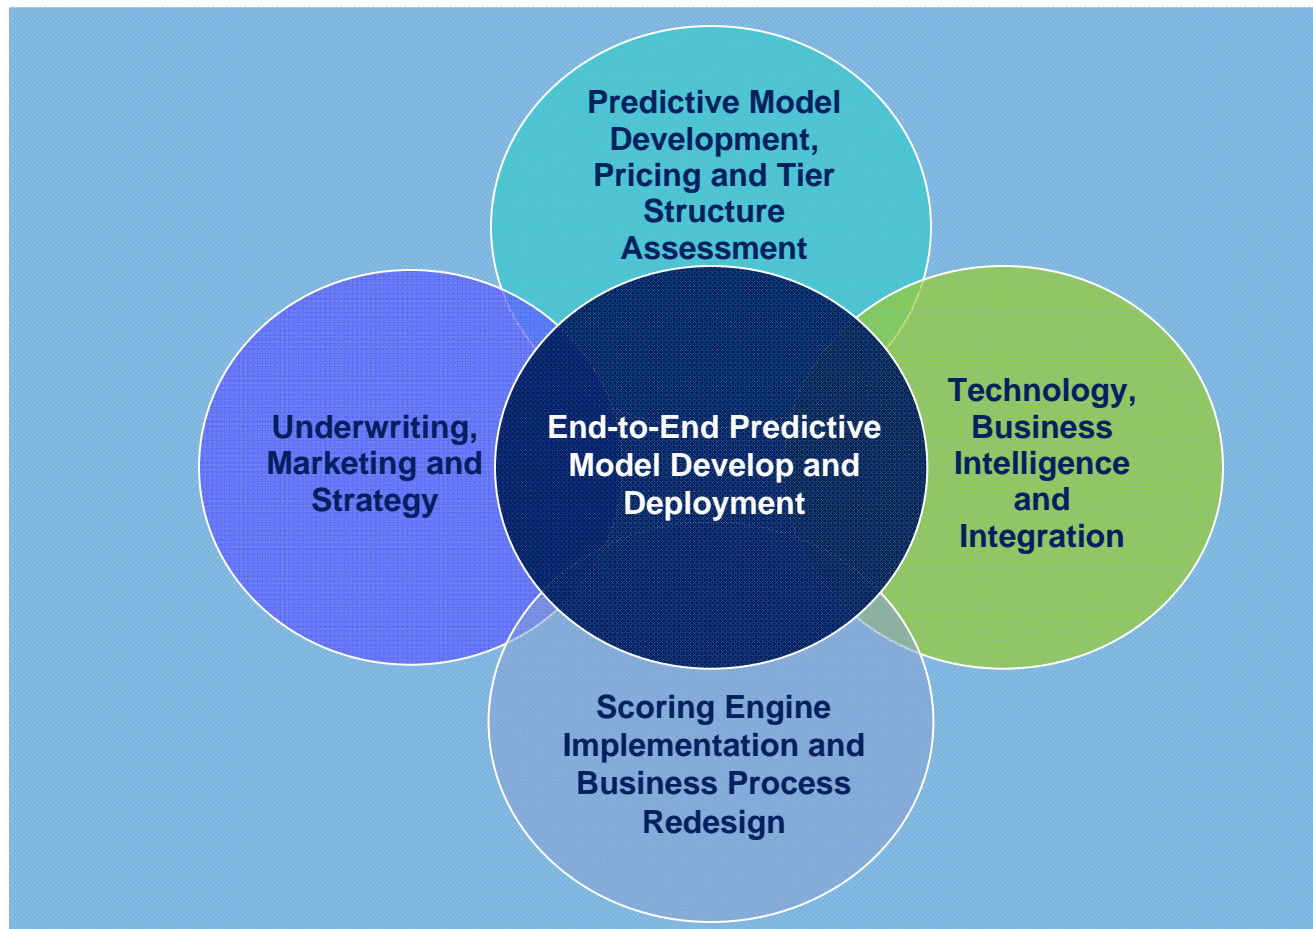 Predictive Model
Development,
Pricing and Tier
Structure
Assessment
Underwriting,
Marketing and
Strategy
End-to-End Predictive
Model Develop and
Deployment
Technology,
Business
Intelligence
and
Integration
Scoring Engine
Implementation and
Business Process
Redesign